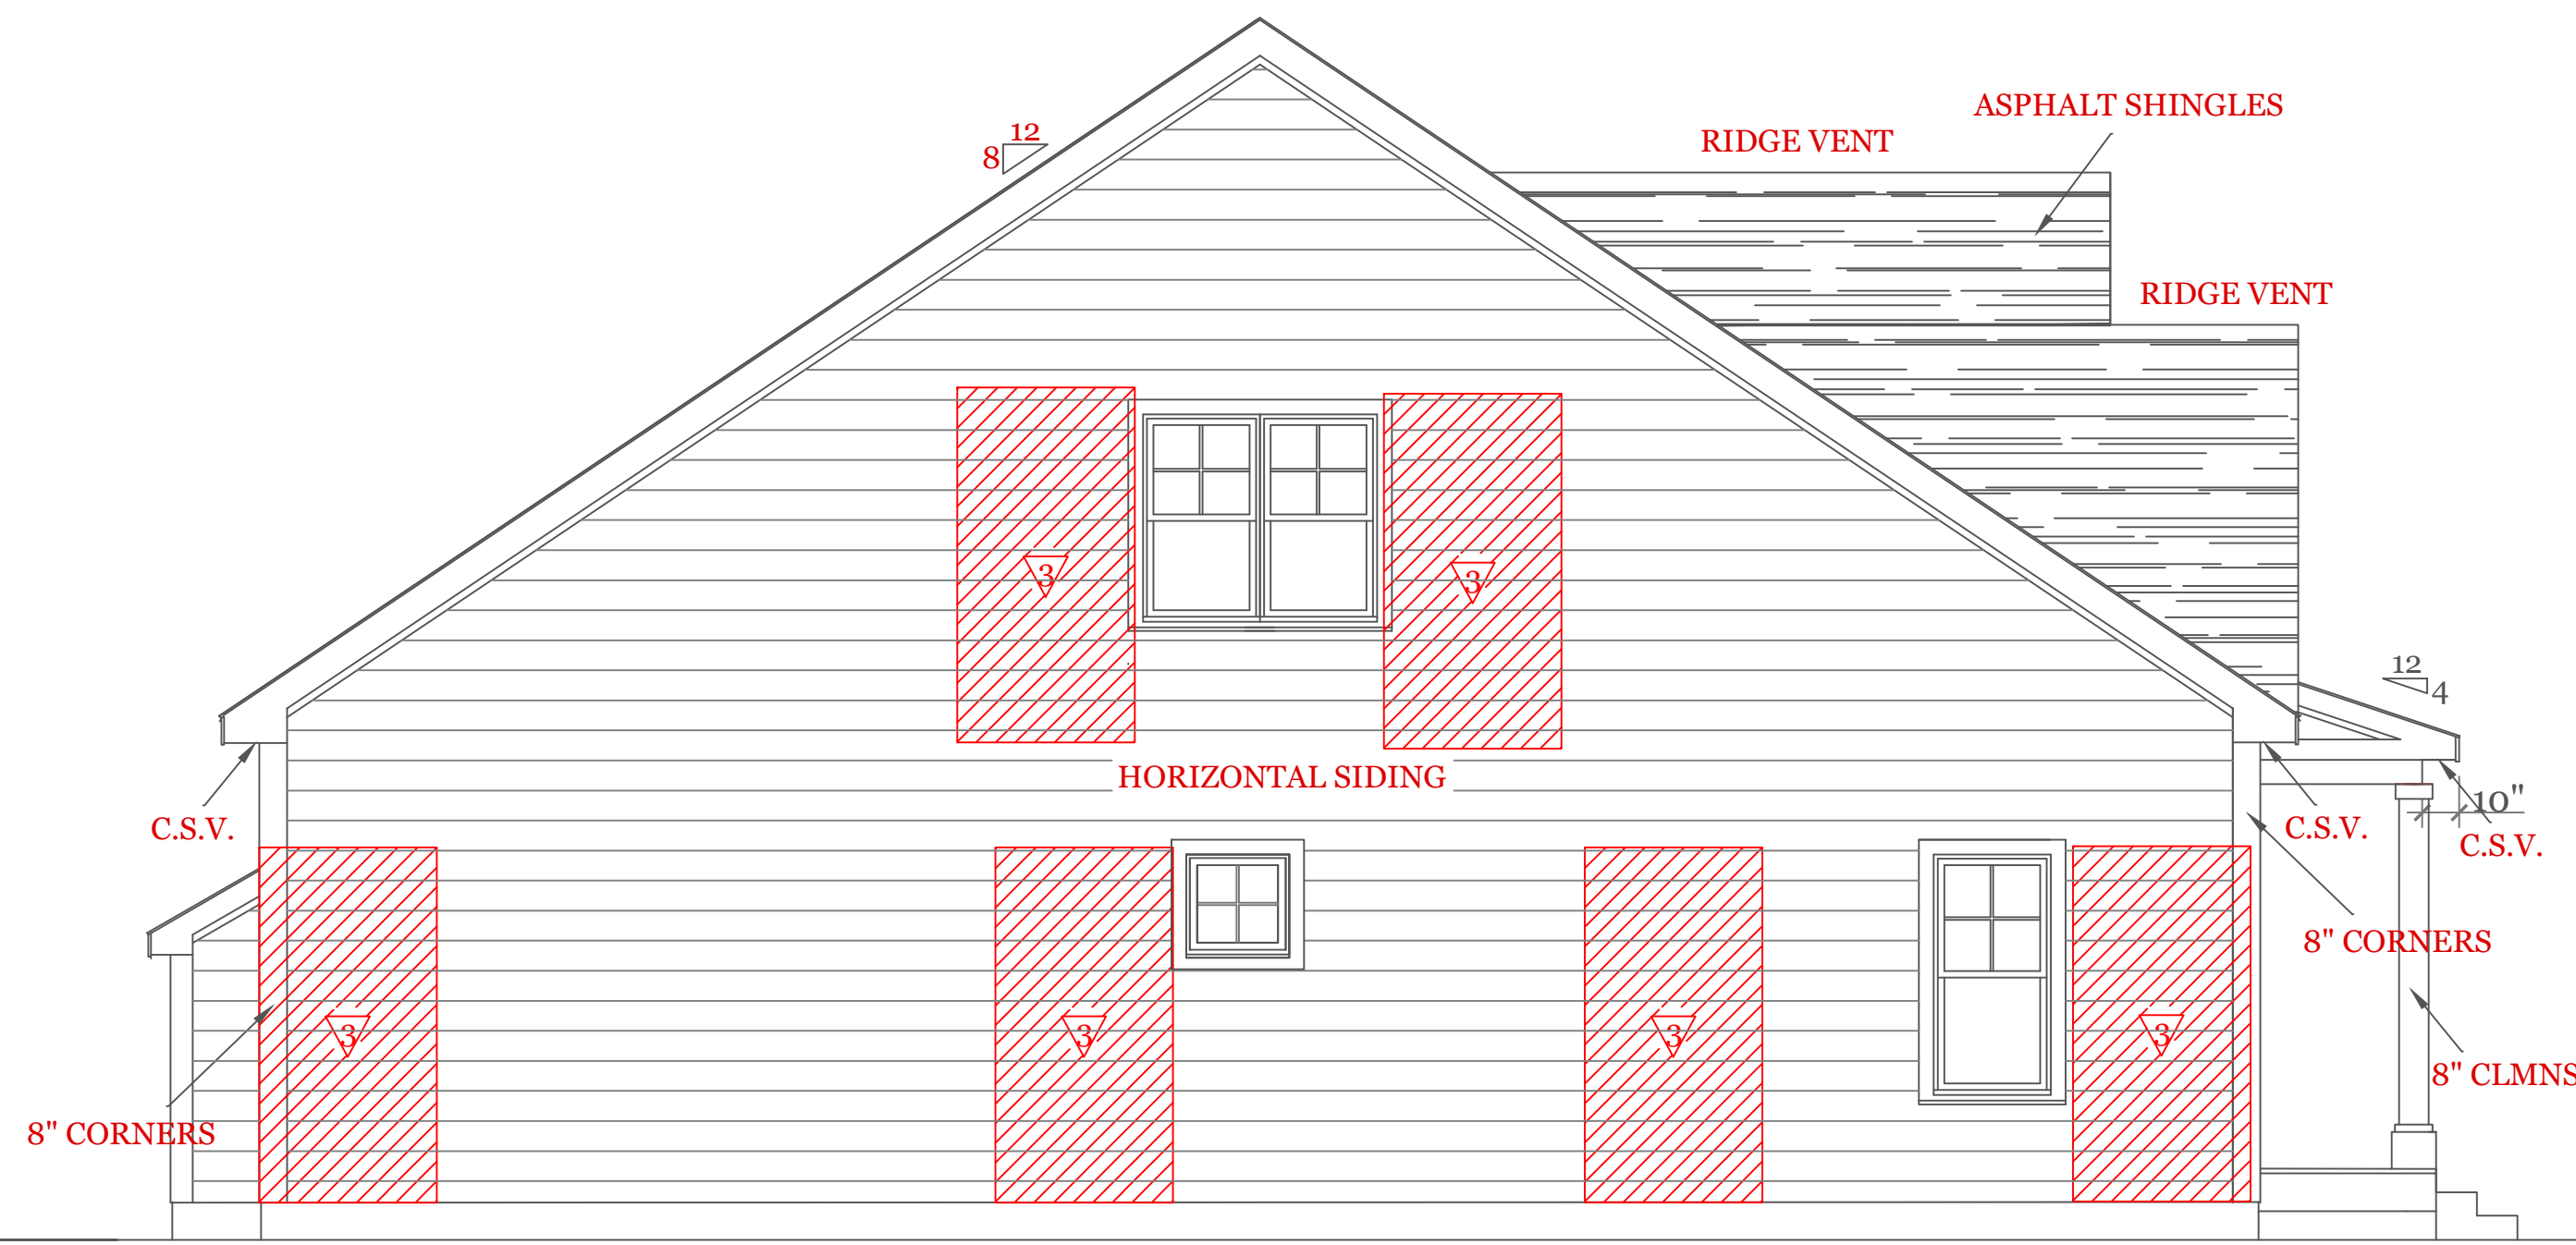 ASPHALT SHINGLES
12
8
RIDGE VENT
RIDGE VENT
3
3
12
4
HORIZONTAL SIDING
10"
C.S.V.
C.S.V.
C.S.V.
8" CORNERS
3
3
3
3
8" CLMNS
8" CORNERS